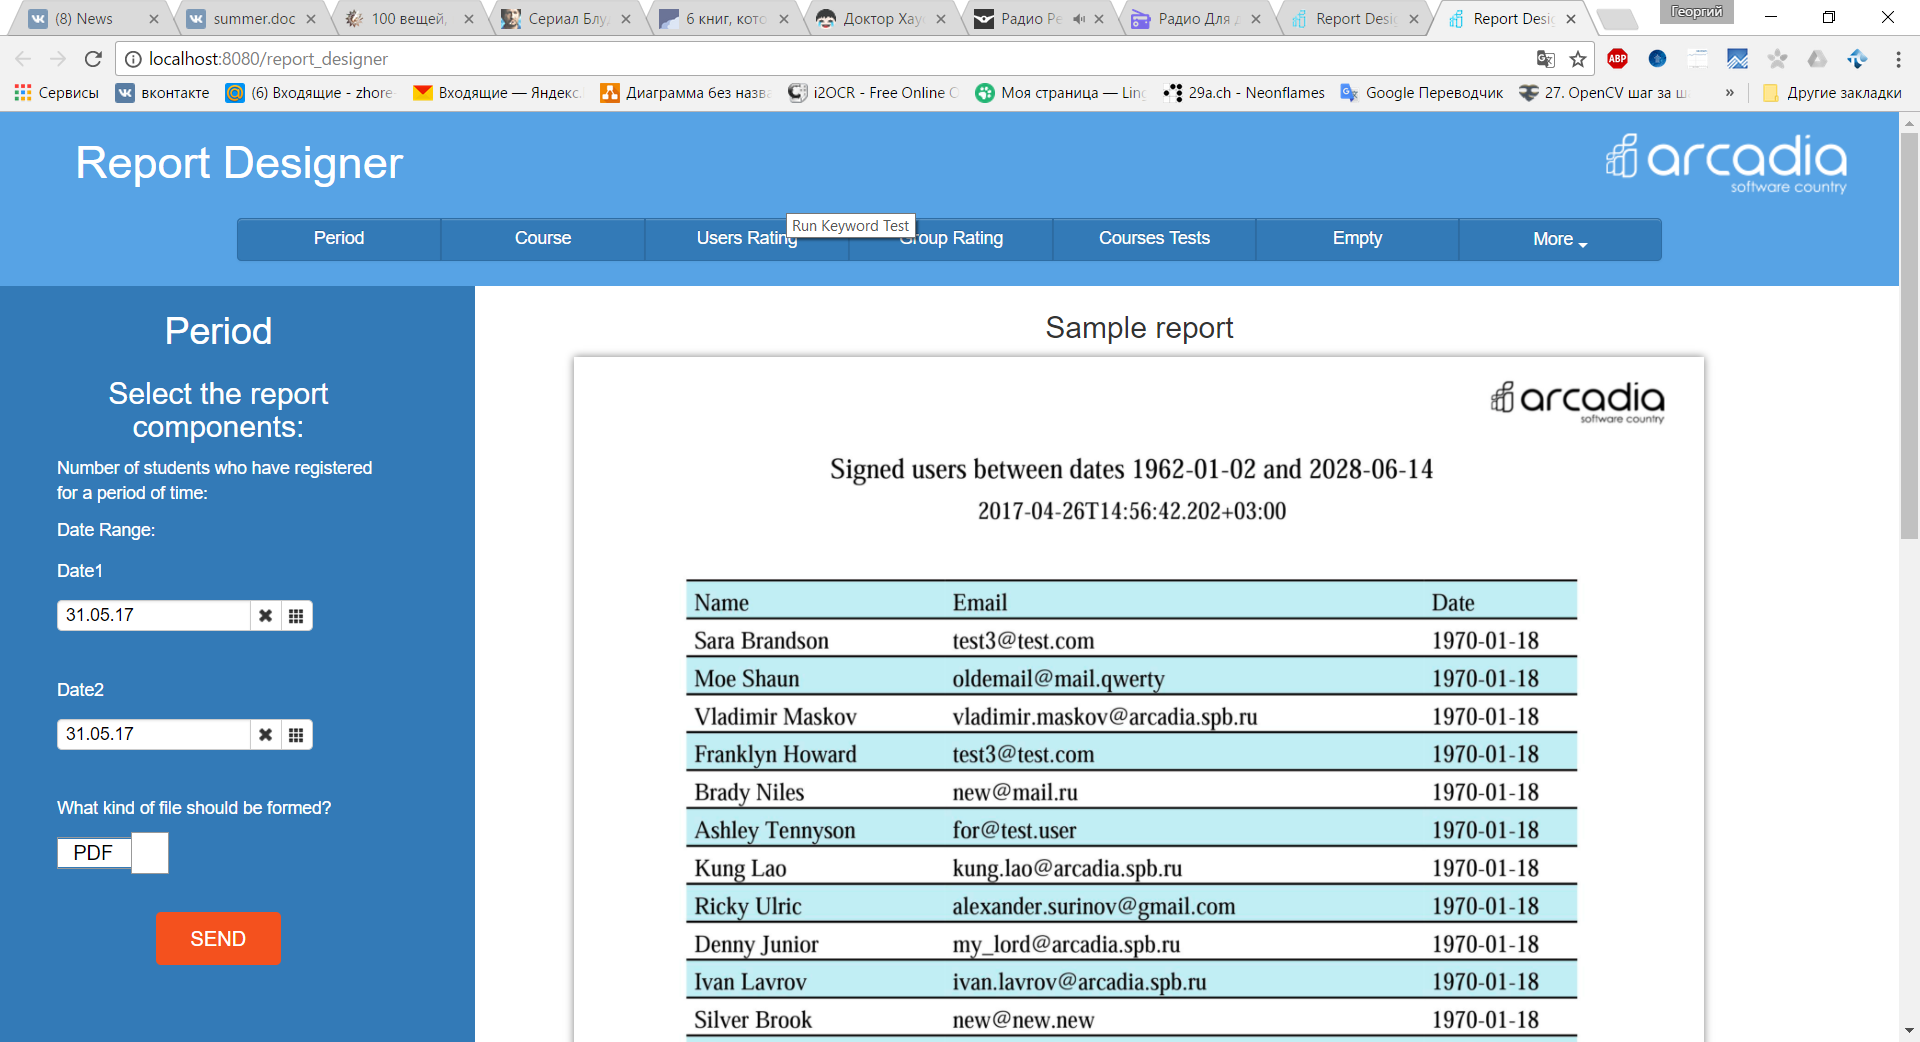 (8) News
summer.doc
100 вещей,
Сериал Блу
6 книг, кото
Доктор Хау
Радио Ре
Радио Для д
Report Desi
Report Desi
Георгий
localhost:8080/report_designer
ABP
Сервисы
вконтакте
(6) Входящие - zhore
Входящие — Яндекс.
Диаграмма без назва
i2OCR - Free Online O
Моя страница — Ling
29a.ch - Neonflames
Google Переводчик
27. OpenCV шаг за ш
»
Другие закладки
Report Designer
arcadia
software country
Period
Course
Users Rating
Run Keyword Test
Group Rating
Courses Tests
Empty
More
Period
Select the report
components:
Number of students who have registered
for a period of time:
Date Range:
Date1
31.05.17
Date2
31.05.17
What kind of file should be formed?
PDF
SEND
Sample report
arcadia
software country
Signed users between dates 1962-01-02 and 2028-06-14
2017-04-26T14:56:42.202+03:00
Name Email Date
Sara Brandson test3@test.com 1970-01-18
Moe Shaun oldemail@mail.qwerty 1970-01-18
Vladimir Maskov vladimir.maskov@arcadia.spb.ru 1970-01-18
Franklyn Howard test3@test.com 1970-01-18
Brady Niles new@mail.ru 1970-01-18
Ashley Tennyson for@test.user 1970-01-18
Kung Lao kung.lao@arcadia.spb.ru 1970-01-18
Ricky Ulric alexander.surinov@gmail.com 1970-01-18
Denny Junior my_lord@arcadia.spb.ru 1970-01-18
Ivan Lavrov ivan.lavrov@arcadia.spb.ru 1970-01-18
Silver Brook new@new.new 1970-01-18